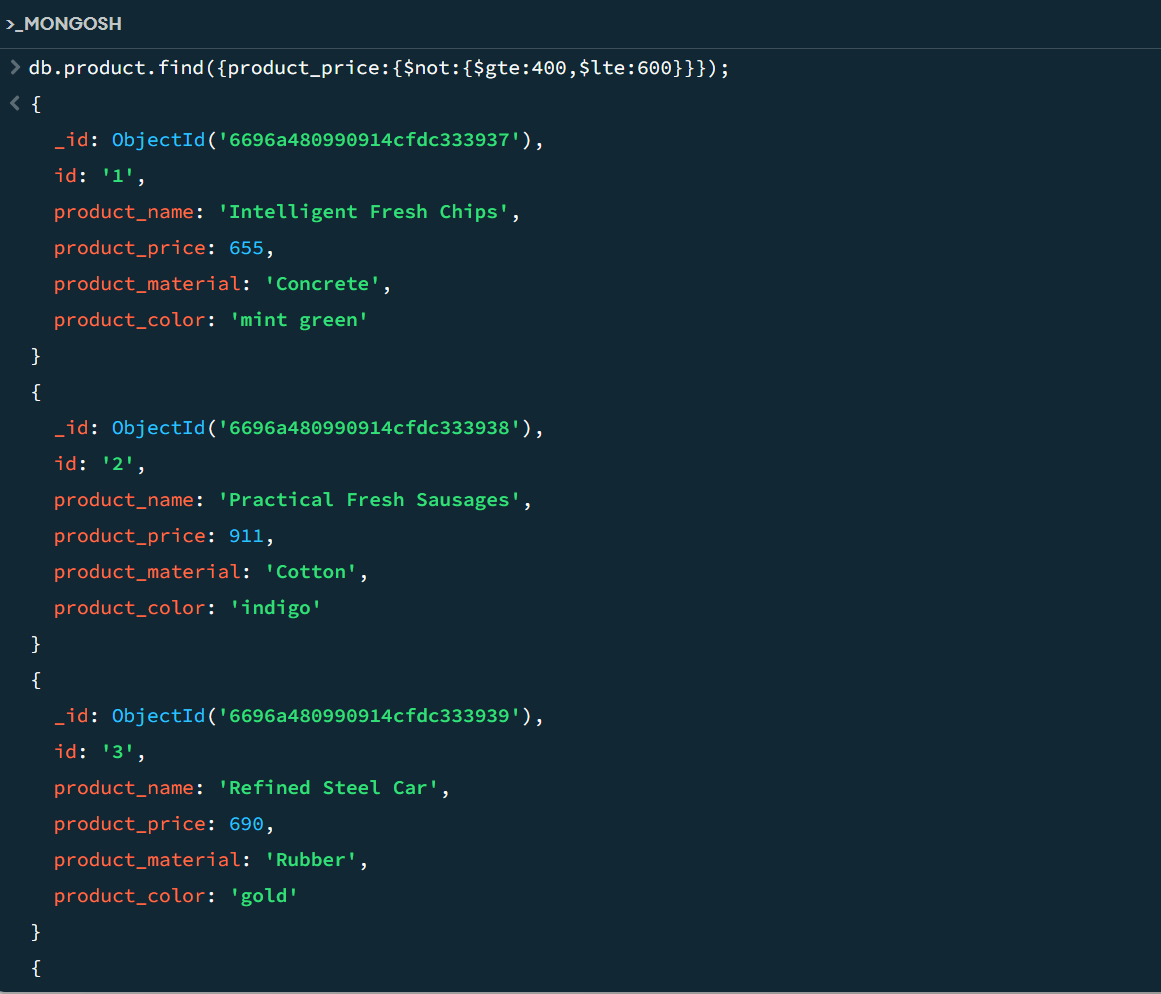 >_MONGOSH
> db.product.find({product_price:{$not:{$gte:400,$lte:600}}});
< {
_id: ObjectId('6696a480990914cfdc333937'),
id: '1',
product_name: 'Intelligent Fresh Chips',
product_price: 655,
product_material: 'Concrete',
product_color: 'mint green'
}
{
_id: ObjectId('6696a480990914cfdc333938'),
id: '2',
product_name: 'Practical Fresh Sausages',
product_price: 911,
product_material: 'Cotton',
product_color: 'indigo'
}
{
_id: ObjectId('6696a480990914cfdc333939'),
id: '3',
product_name: 'Refined Steel Car',
product_price: 690,
product_material: 'Rubber',
product_color: 'gold'
}
{